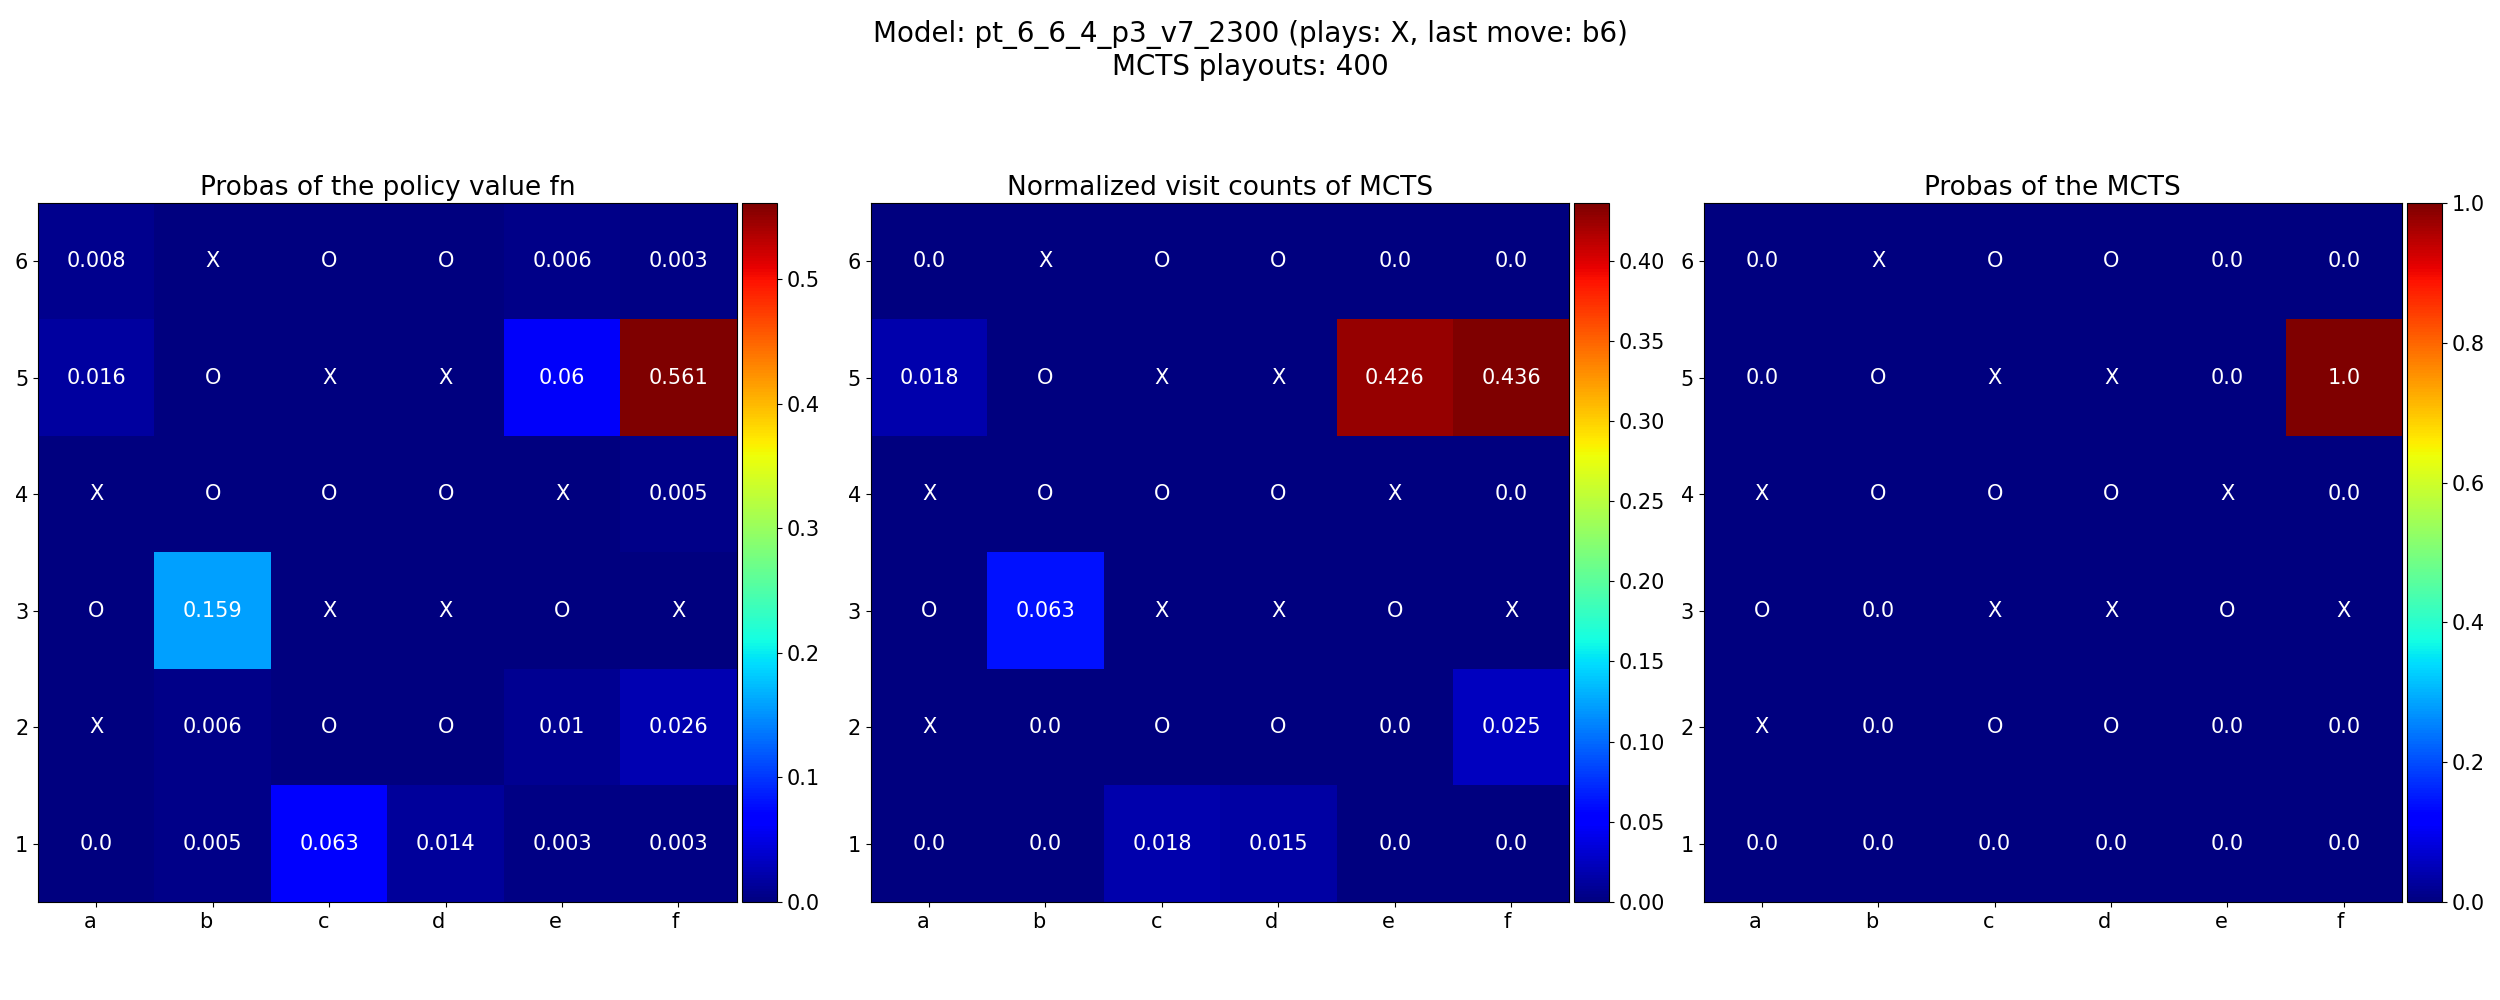 Model: pt_6_6_4_p3_v7_2300 (plays: X, last move: b6)
MCTS playouts: 400
Probas of the policy value fn
6 0.008 X O O 0.006 0.003
5 0.016 O X X 0.06 0.561
4 X O O O X 0.005
3 O 0.159 X X O X
2 X 0.006 O O 0.01 0.026
1 0.0 0.005 0.063 0.014 0.003 0.003
a b c d e f
0.5
0.4
0.3
0.2
0.1
0.0
Normalized visit counts of MCTS
6 0.0 X O O 0.0 0.0
5 0.018 O X X 0.426 0.436
4 X O O O X 0.0
3 O 0.063 X X O X
2 X 0.0 O O 0.0 0.025
1 0.0 0.0 0.018 0.015 0.0 0.0
a b c d e f
0.40
0.35
0.30
0.25
0.20
0.15
0.10
0.05
0.00
Probas of the MCTS
6 0.0 X O O 0.0 0.0
5 0.0 O X X 0.0 1.0
4 X O O O X 0.0
3 O 0.0 X X O X
2 X 0.0 O O 0.0 0.0
1 0.0 0.0 0.0 0.0 0.0 0.0
a b c d e f
1.0
0.8
0.6
0.4
0.2
0.0